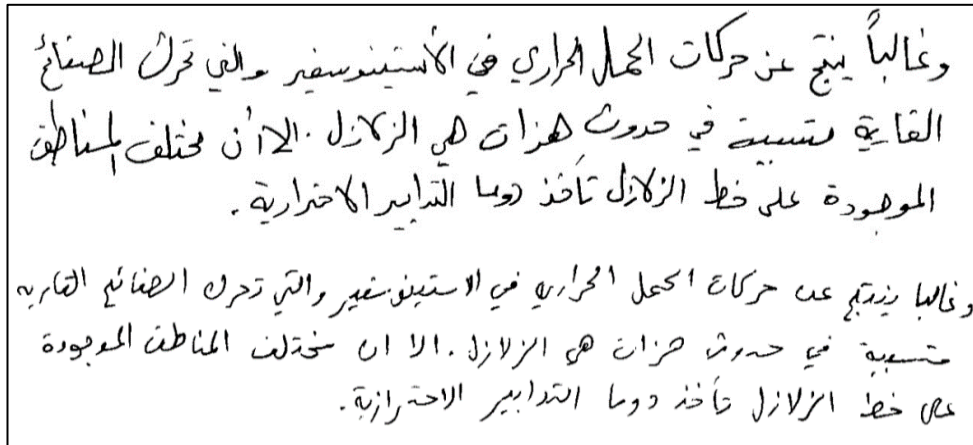 وغالباً ينتج عن حركات الحمل الحراري في الأستينوسفير والتي تحرك الصفائح
القارية متسببة في حدوث هزات هي الزلازل . الا أن مختلف المناطق
الموجودة على خط الزلازل تأخذ دوما التدابير الاحترازية .
وغالبا ينتج عن حركات الحمل الحراري في الاستينوسفير والتي تحرك الصفائح القاريه
متسببة في حدوث هزات هي الزلازل . الا ان مختلف المناطق الموجودة
على خط الزلازل تأخذ دوما التدابير الاحترازية .